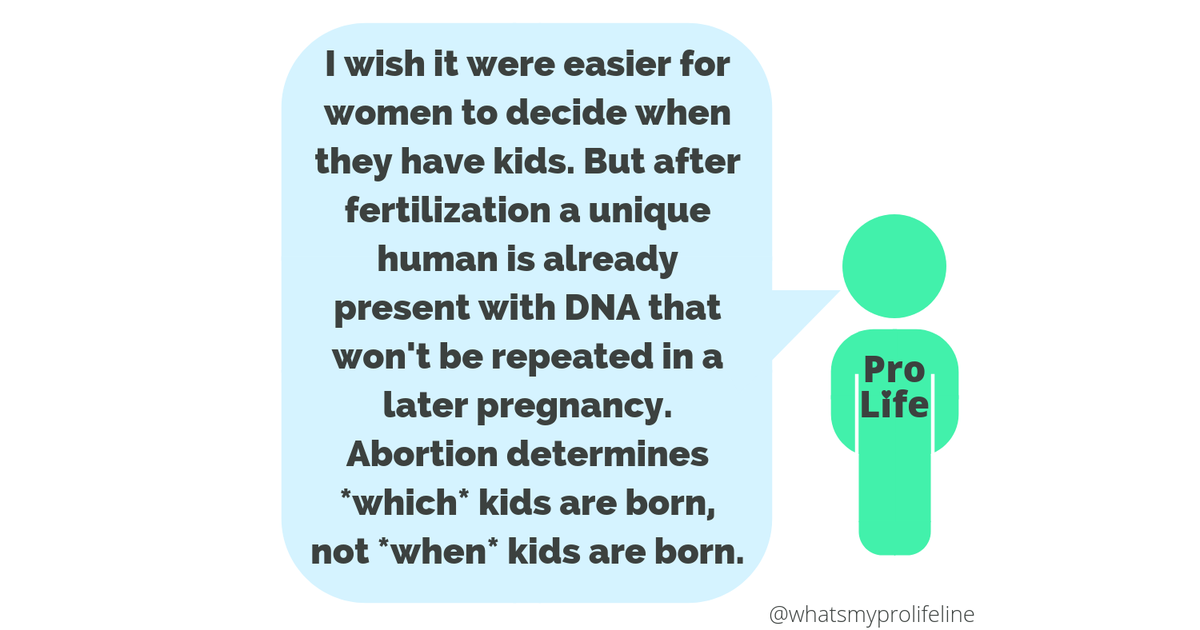 I wish it were easier for
women to decide when
they have kids. But after
fertilization a unique
human is already
present with DNA that
won't be repeated in a
later pregnancy.
Abortion determines
*which* kids are born,
not *when* kids are born.
Pro
Life
@whatsmyprolifeline